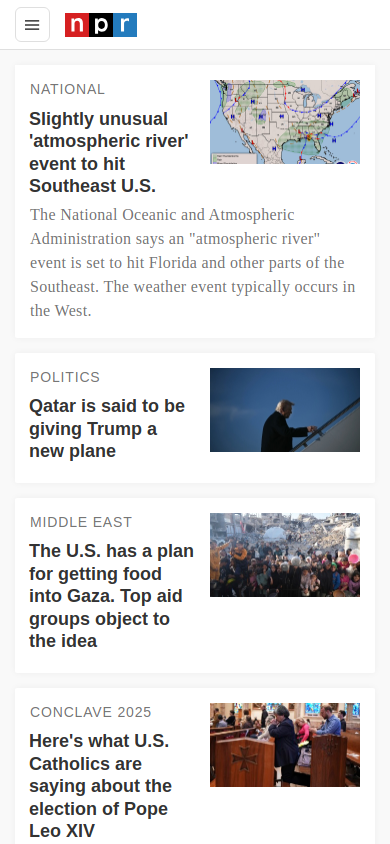 npr
NATIONAL
Slightly unusual
'atmospheric river'
event to hit
Southeast U.S.
The National Oceanic and Atmospheric
Administration says an "atmospheric river"
event is set to hit Florida and other parts of the
Southeast. The weather event typically occurs in
the West.
POLITICS
Qatar is said to be
giving Trump a
new plane
MIDDLE EAST
The U.S. has a plan
for getting food
into Gaza. Top aid
groups object to
the idea
CONCLAVE 2025
Here's what U.S.
Catholics are
saying about the
election of Pope
Leo XIV